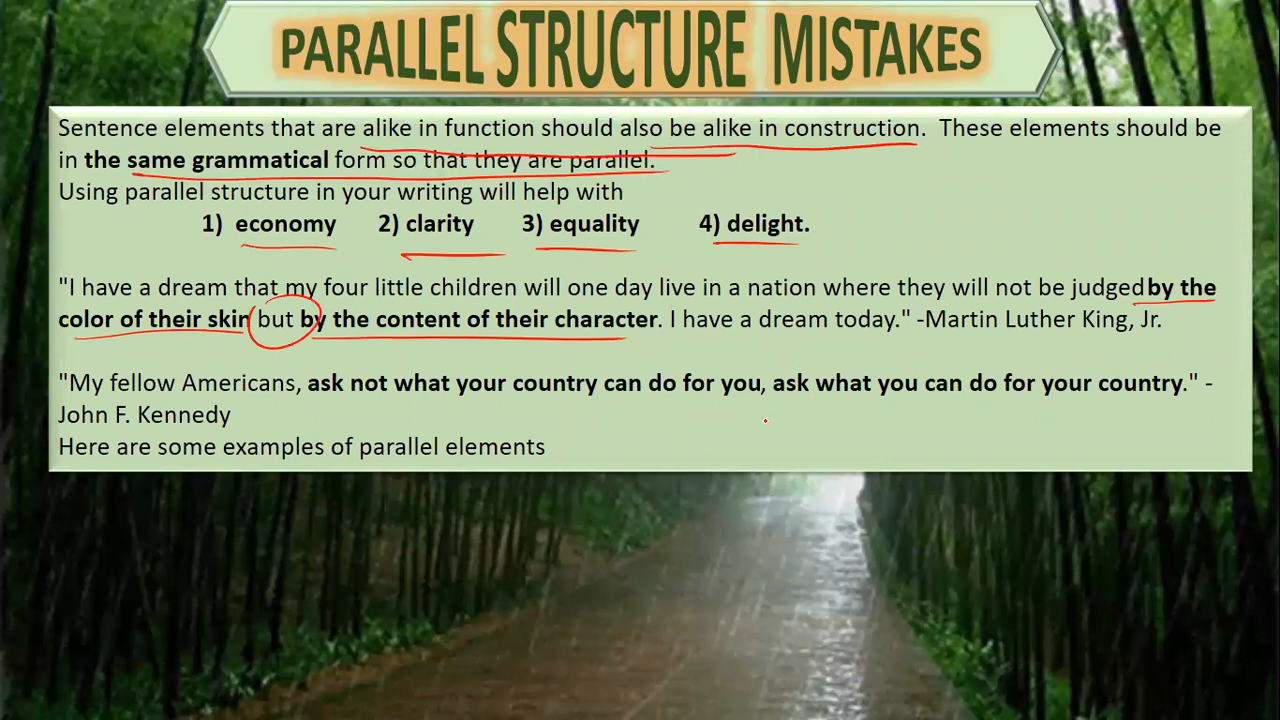 PARALLEL STRUCTURE MISTAKES
Sentence elements that are alike in function should also be alike in construction. These elements should be
in the same grammatical form so that they are parallel.
Using parallel structure in your writing will help with
1) economy 2) clarity 3) equality 4) delight.
"I have a dream that my four little children will one day live in a nation where they will not be judged by the
color of their skin but by the content of their character. I have a dream today." -Martin Luther King, Jr.
"My fellow Americans, ask not what your country can do for you, ask what you can do for your country." -
John F. Kennedy
Here are some examples of parallel elements